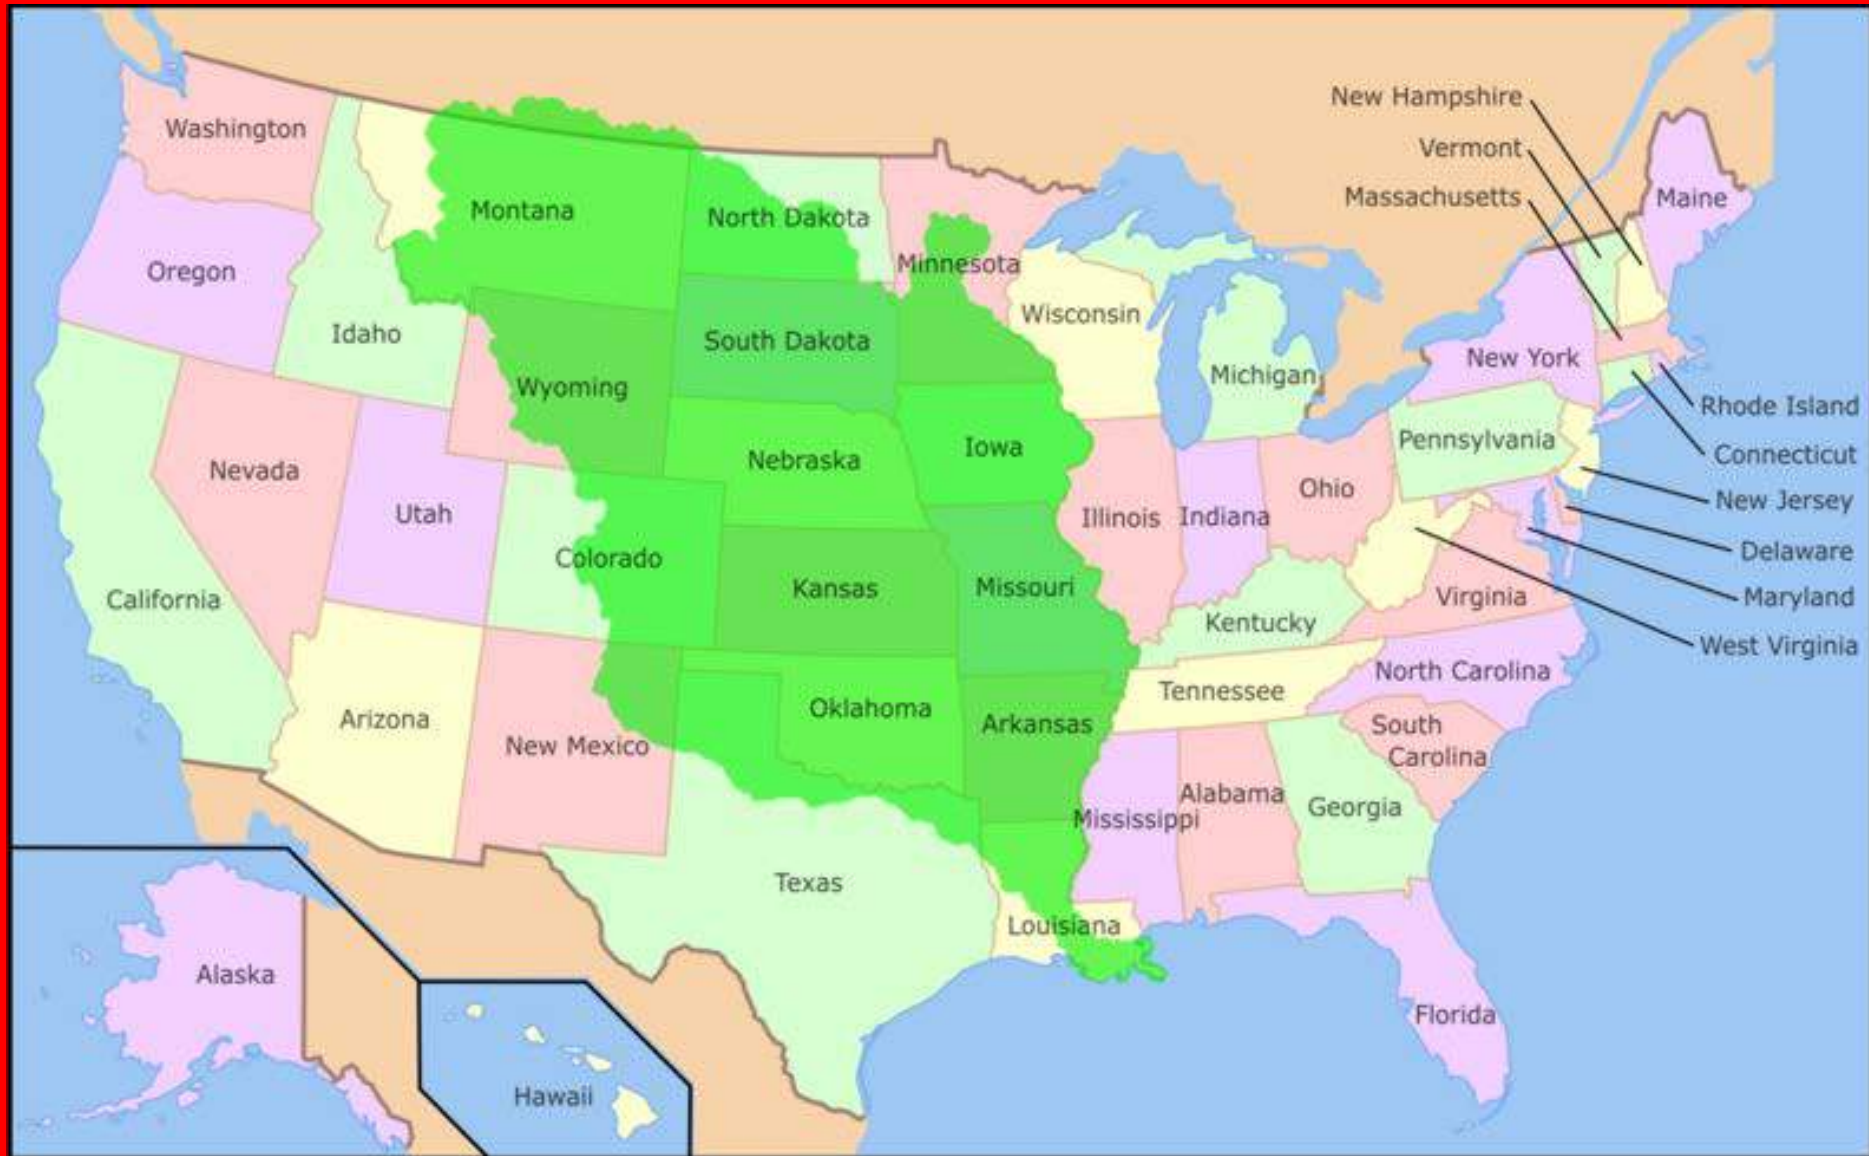 New Hampshire
Washington
Vermont
Massachusetts
Maine
Montana
North Dakota
Minnesota
Oregon
Wisconsin
Idaho
South Dakota
New York
Michigan
Wyoming
Rhode Island
Pennsylvania
Iowa
Connecticut
Nebraska
Nevada
Ohio
New Jersey
Utah
Illinois
Indiana
Delaware
Colorado
Missouri
Kansas
California
Virginia
Maryland
Kentucky
West Virginia
North Carolina
Tennessee
Oklahoma
Arizona
Arkansas
South
Carolina
New Mexico
Alabama
Georgia
Mississippi
Texas
Louisiana
Alaska
Florida
Hawaii